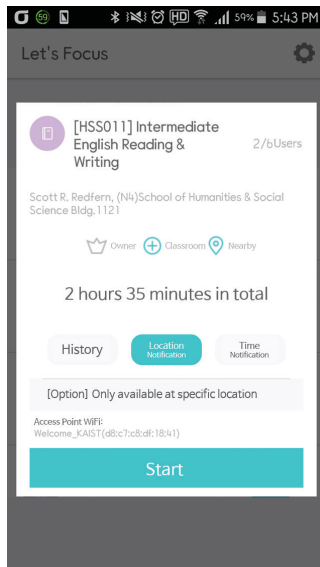 59 HD 59% 5:43 PM
Let's Focus
[HSS011] Intermediate
English Reading & 2/6Users
Writing
Scott R. Redfern, (N4)School of Humanities & Social
Science Bldg.1121
Owner Classroom Nearby
2 hours 35 minutes in total
History Location Notification Time Notification
[Option] Only available at specific location
Access Point WiFi:
Welcome_KAIST(d8:c7:c8:df:18:41)
Start